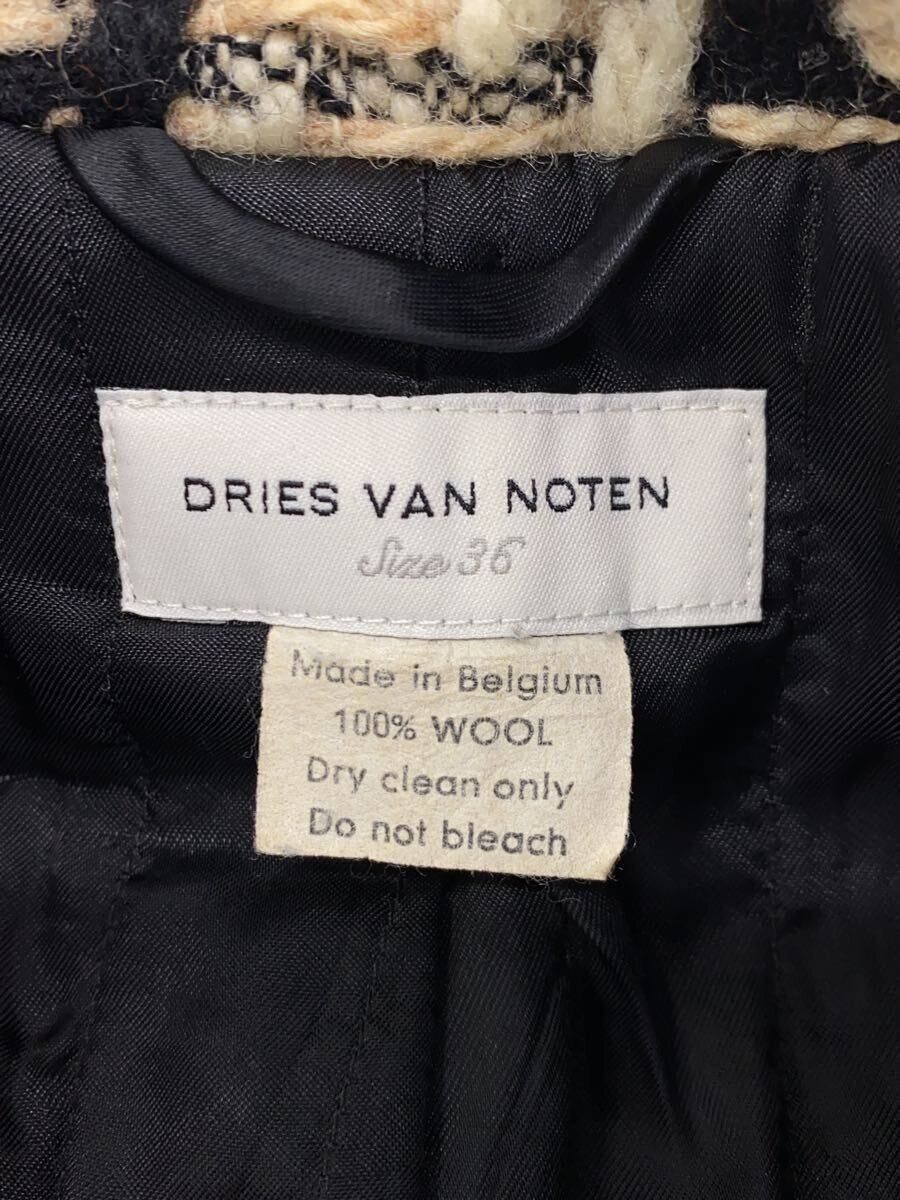 DRIES VAN NOTEN
Size 36
Made in Belgium
100% WOOL
Dry clean only
Do not bleach